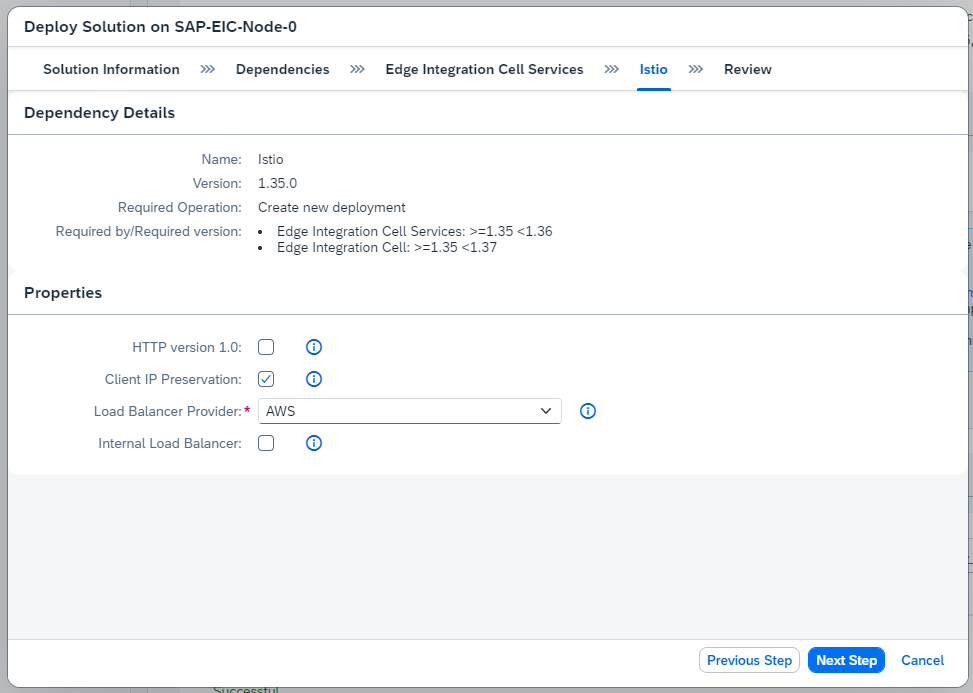 Deploy Solution on SAP-EIC-Node-0
Solution Information Dependencies Edge Integration Cell Services Istio Review
Dependency Details
Name: Istio
Version: 1.35.0
Required Operation: Create new deployment
Required by/Required version: • Edge Integration Cell Services: >=1.35 <1.36
• Edge Integration Cell: >=1.35 <1.37
Properties
HTTP version 1.0:
Client IP Preservation:
Load Balancer Provider:* AWS
Internal Load Balancer:
Previous Step Next Step Cancel
Successful